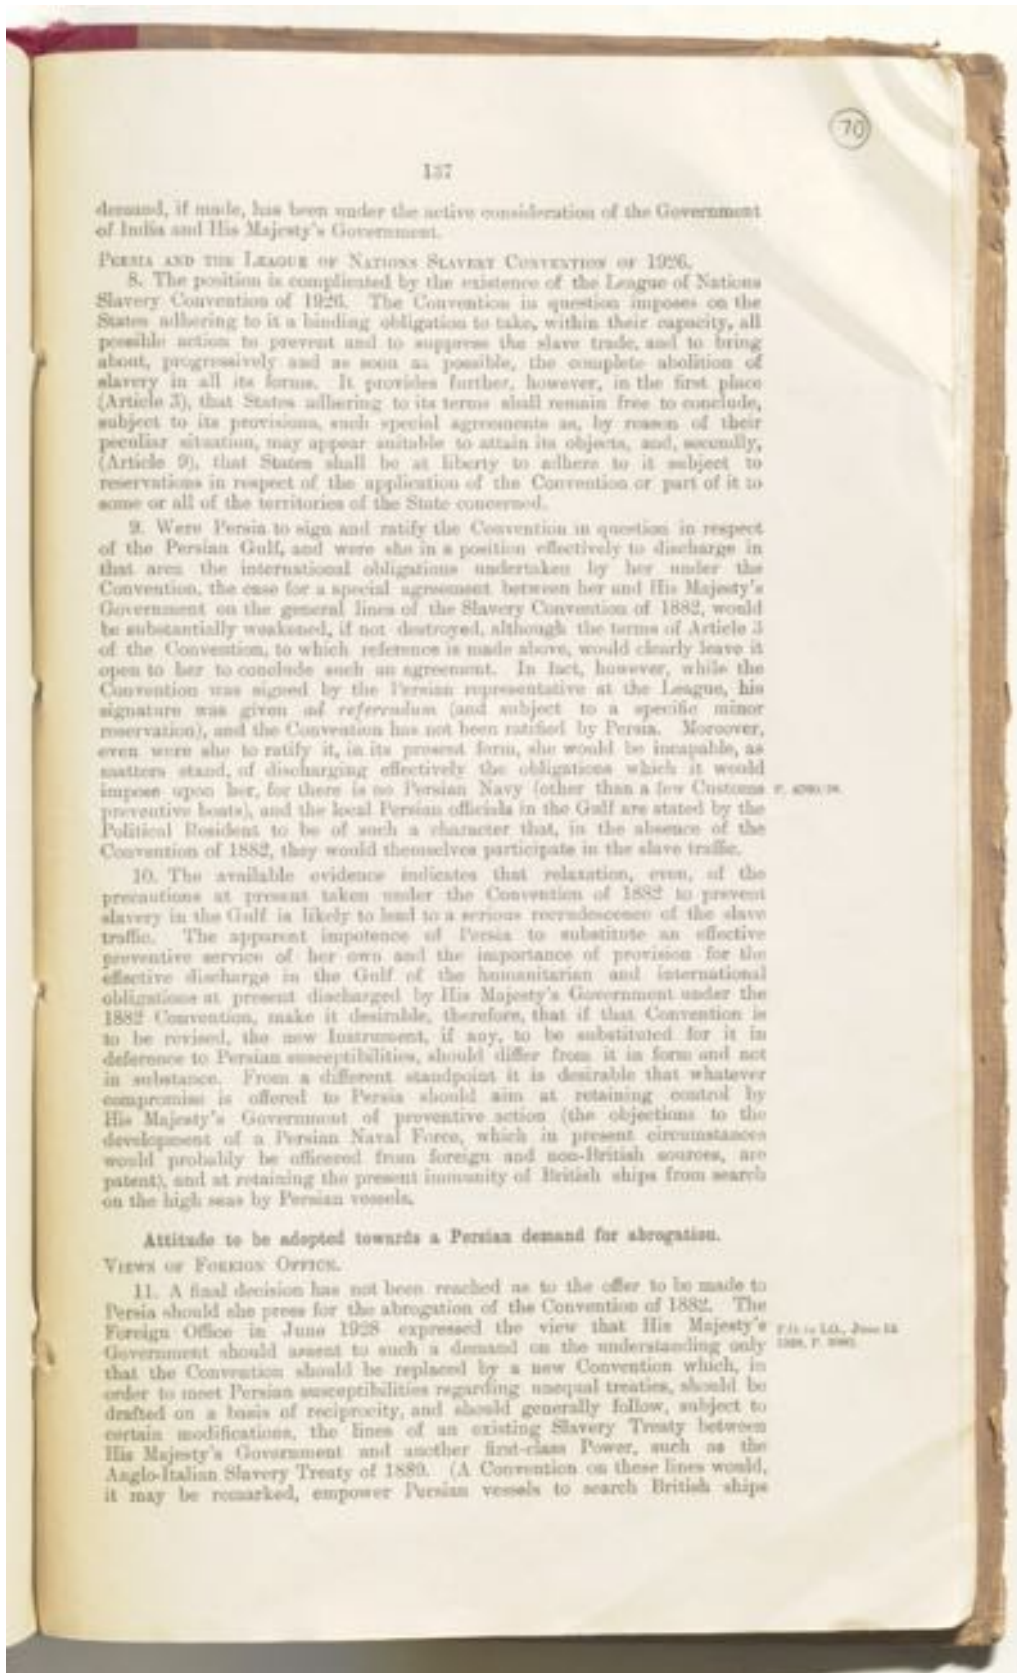 70
137
demand, if made, has been under the active consideration of the Government
of India and His Majesty's Government.
PERSIA AND THE LEAGUE OF NATIONS SLAVERY CONVENTION OF 1926.
8. The position is complicated by the existence of the League of Nations
Slavery Convention of 1926. The Convention in question imposes on the
States adhering to it a binding obligation to take, within their capacity, all
possible action to prevent and to suppress the slave trade, and to bring
about, progressively and as soon as possible, the complete abolition of
slavery in all its forms. It provides further, however, in the first place
(Article 3), that States adhering to its terms shall remain free to conclude,
subject to its provisions, such special agreements as, by reason of their
peculiar situation, may appear suitable to attain its objects, and, secondly,
(Article 9), that States shall be at liberty to adhere to it subject to
reservations in respect of the application of the Convention or part of it to
some or all of the territories of the State concerned.
9. Were Persia to sign and ratify the Convention in question in respect
of the Persian Gulf, and were she in a position effectively to discharge in
that area the international obligations undertaken by her under the
Convention, the case for a special agreement between her and His Majesty's
Government on the general lines of the Slavery Convention of 1882, would
be substantially weakened, if not destroyed, although the terms of Article 3
of the Convention, to which reference is made above, would clearly leave it
open to her to conclude such an agreement. In fact, however, while the
Convention was signed by the Persian representative at the League, his
signature was given ad referendum (and subject to a specific minor
reservation), and the Convention has not been ratified by Persia. Moreover,
even were she to ratify it, in its present form, she would be incapable, as
matters stand, of discharging effectively the obligations which it would
impose upon her, for there is no Persian Navy (other than a few Customs
preventive boats), and the local Persian officials in the Gulf are stated by the
Political Resident to be of such a character that, in the absence of the
Convention of 1882, they would themselves participate in the slave traffic.
10. The available evidence indicates that relaxation, even, of the
precautions at present taken under the Convention of 1882 to prevent
slavery in the Gulf is likely to lead to a serious recrudescence of the slave
traffic. The apparent impotence of Persia to substitute an effective
preventive service of her own and the importance of provision for the
effective discharge in the Gulf of the humanitarian and international
obligations at present discharged by His Majesty's Government under the
1882 Convention, make it desirable, therefore, that if that Convention is
to be revised, the new Instrument, if any, to be substituted for it in
deference to Persian susceptibilities, should differ from it in form and not
in substance. From a different standpoint it is desirable that whatever
compromise is offered to Persia should aim at retaining control by
His Majesty's Government of preventive action (the objections to the
development of a Persian Naval Force, which in present circumstances
would probably be officered from foreign and non-British sources, are
patent), and at retaining the present immunity of British ships from search
on the high seas by Persian vessels.
Attitude to be adopted towards a Persian demand for abrogation.
VIEWS OF FOREIGN OFFICE.
11. A final decision has not been reached as to the offer to be made to
Persia should she press for the abrogation of the Convention of 1882. The
Foreign Office in June 1928 expressed the view that His Majesty's
F.O. to I.O., June 12
Government should assent to such a demand on the understanding only
that the Convention should be replaced by a new Convention which, in
order to meet Persian susceptibilities regarding unequal treaties, should be
drafted on a basis of reciprocity, and should generally follow, subject to
certain modifications, the lines of an existing Slavery Treaty between
His Majesty's Government and another first-class Power, such as the
Anglo-Italian Slavery Treaty of 1889. (A Convention on these lines would,
it may be remarked, empower Persian vessels to search British ships